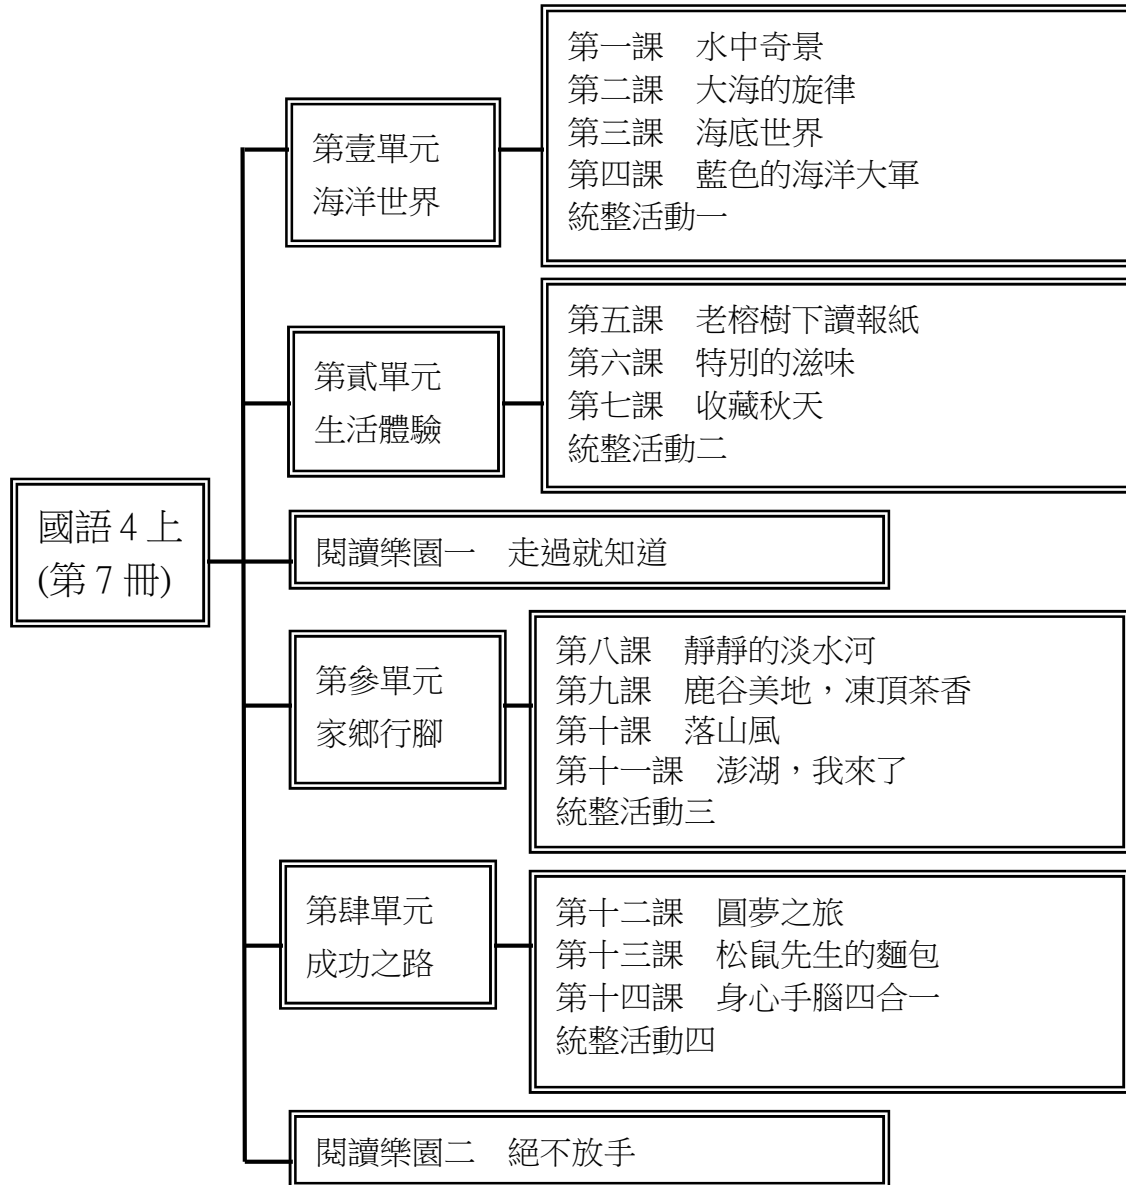 國語 4 上
(第 7 冊)
第壹單元
海洋世界
第一課　水中奇景
第二課　大海的旋律
第三課　海底世界
第四課　藍色的海洋大軍
統整活動一
第貳單元
生活體驗
第五課　老榕樹下讀報紙
第六課　特別的滋味
第七課　收藏秋天
統整活動二
閱讀樂園一　走過就知道
第參單元
家鄉行腳
第八課　靜靜的淡水河
第九課　鹿谷美地，凍頂茶香
第十課　落山風
第十一課　澎湖，我來了
統整活動三
第肆單元
成功之路
第十二課　圓夢之旅
第十三課　松鼠先生的麵包
第十四課　身心手腦四合一
統整活動四
閱讀樂園二　絕不放手